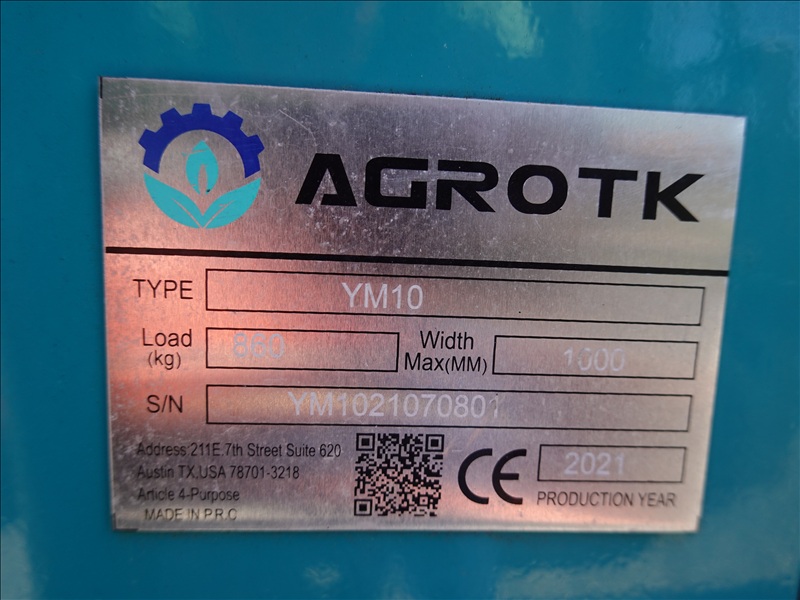 AGROTK
TYPE YM10
Load (kg) 800 Width Max(MM) 1000
S/N YM1021070801
Address:211E.7th Street Suite 620
Austin TX,USA 78701-3218
Article 4-Purpose
MADE IN P.R.C
CE 2021
PRODUCTION YEAR